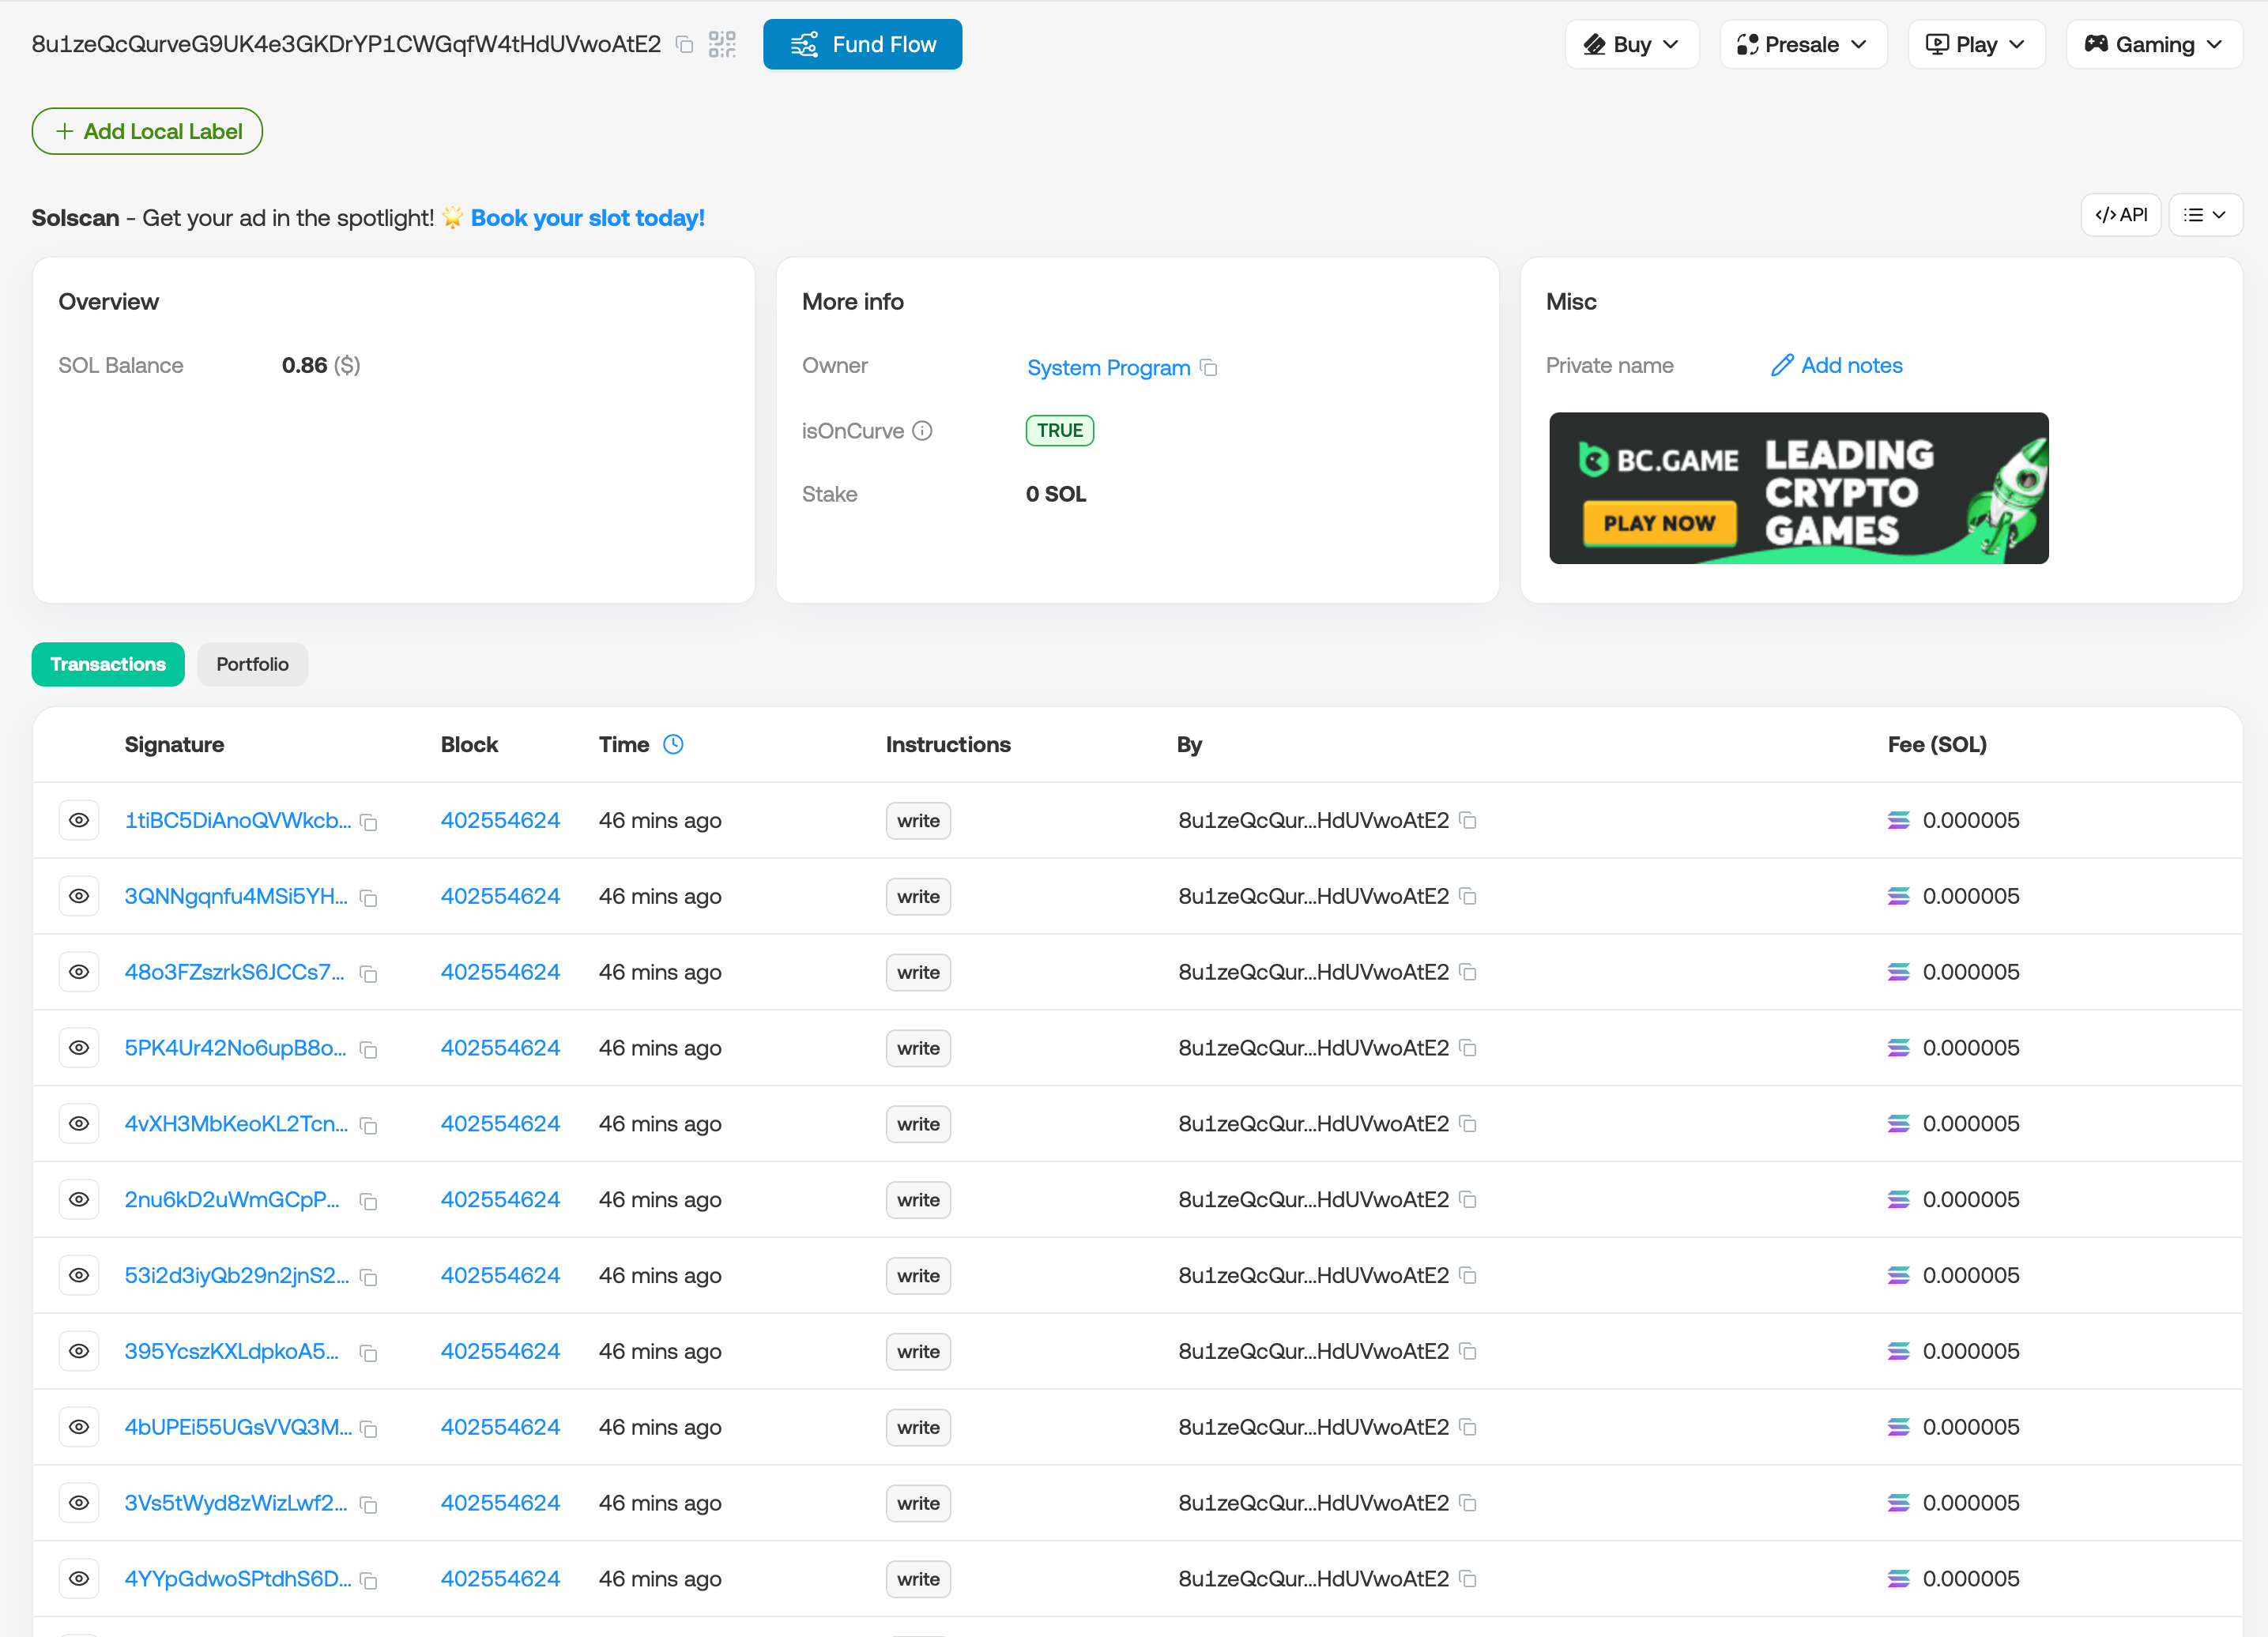 8u1zeQcQurveG9UK4e3GKDrYP1CWGqfW4tHdUVwoAtE2 Fund Flow Buy Presale Play Gaming
+ Add Local Label
Solscan - Get your ad in the spotlight! 🌟 Book your slot today! </> API
Overview
SOL Balance 0.86 ($)
More info
Owner System Program
isOnCurve TRUE
Stake 0 SOL
Misc
Private name Add notes
BC.GAME
PLAY NOW
LEADING
CRYPTO
GAMES
Transactions Portfolio
Signature Block Time Instructions By Fee (SOL)
1tiBC5DiAnoQVWkcb... 402554624 46 mins ago write 8u1zeQcQur...HdUVwoAtE2 0.000005
3QNNgqnfu4MSi5YH... 402554624 46 mins ago write 8u1zeQcQur...HdUVwoAtE2 0.000005
48o3FZszrkS6JCCs7... 402554624 46 mins ago write 8u1zeQcQur...HdUVwoAtE2 0.000005
5PK4Ur42No6upB8o... 402554624 46 mins ago write 8u1zeQcQur...HdUVwoAtE2 0.000005
4vXH3MbKeoKL2Tcn... 402554624 46 mins ago write 8u1zeQcQur...HdUVwoAtE2 0.000005
2nu6kD2uWmGCpP... 402554624 46 mins ago write 8u1zeQcQur...HdUVwoAtE2 0.000005
53i2d3iyQb29n2jnS2... 402554624 46 mins ago write 8u1zeQcQur...HdUVwoAtE2 0.000005
395YcszKXLdpkoA5... 402554624 46 mins ago write 8u1zeQcQur...HdUVwoAtE2 0.000005
4bUPEi55UGsVVQ3M... 402554624 46 mins ago write 8u1zeQcQur...HdUVwoAtE2 0.000005
3Vs5tWyd8zWizLwf2... 402554624 46 mins ago write 8u1zeQcQur...HdUVwoAtE2 0.000005
4YYpGdwoSPtdhS6D... 402554624 46 mins ago write 8u1zeQcQur...HdUVwoAtE2 0.000005